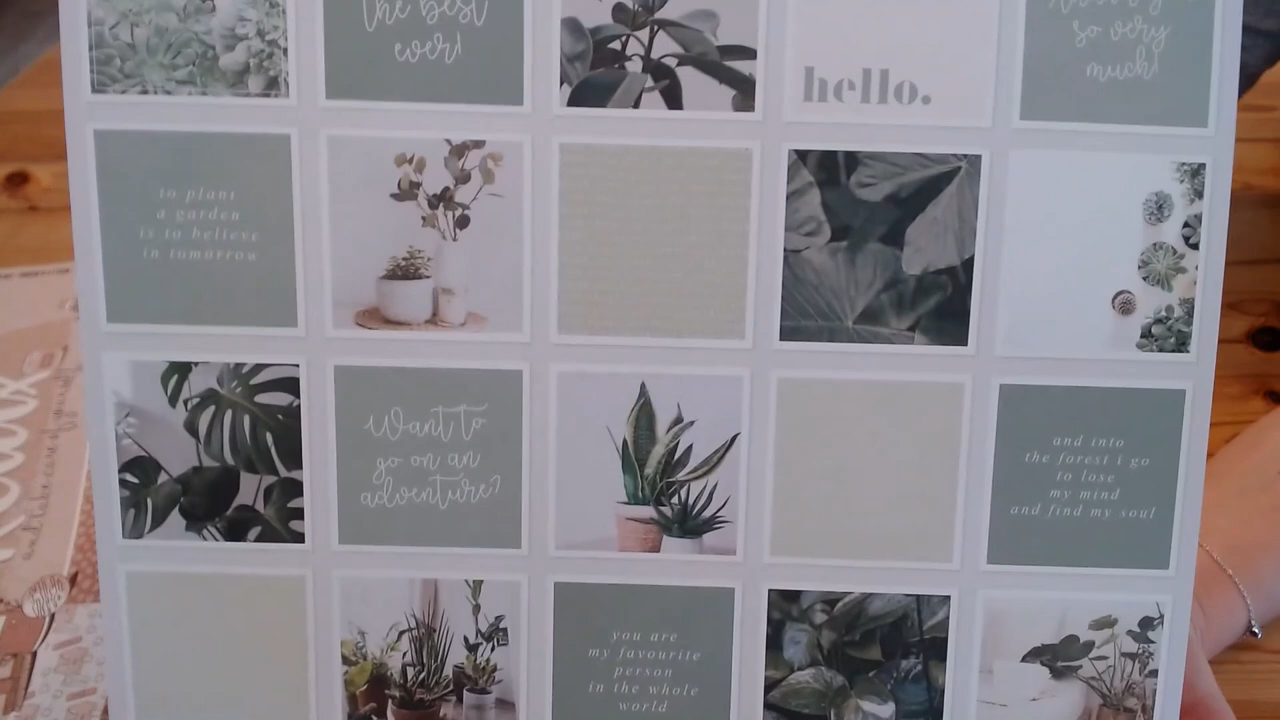 the best
ever!
hello.
so very
much!
to plant
a garden
is to believe
in tomorrow
Want to
go on an
adventure?
and into
the forest i go
to lose
my mind
and find my soul
you are
my favourite
person
in the whole
world
relax